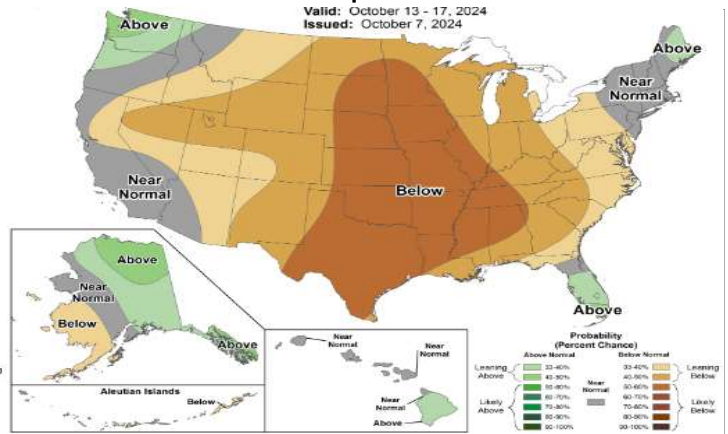 Valid: October 13 - 17, 2024
Issued: October 7, 2024
Above
Above
Near
Normal
Near
Normal
Below
Above
Above
Near
Normal
Below
Above
Aleutian Islands
Below
Near
Normal
Near
Normal
Near
Normal
Above
Probability
(Percent Chance)
Above Normal
Below Normal
Leaning
Above
Likely
Above
33-40%
40-50%
50-60%
60-70%
70-80%
80-90%
90-100%
Near
Normal
33-40%
40-50%
50-60%
60-70%
70-80%
80-90%
90-100%
Leaning
Below
Likely
Below